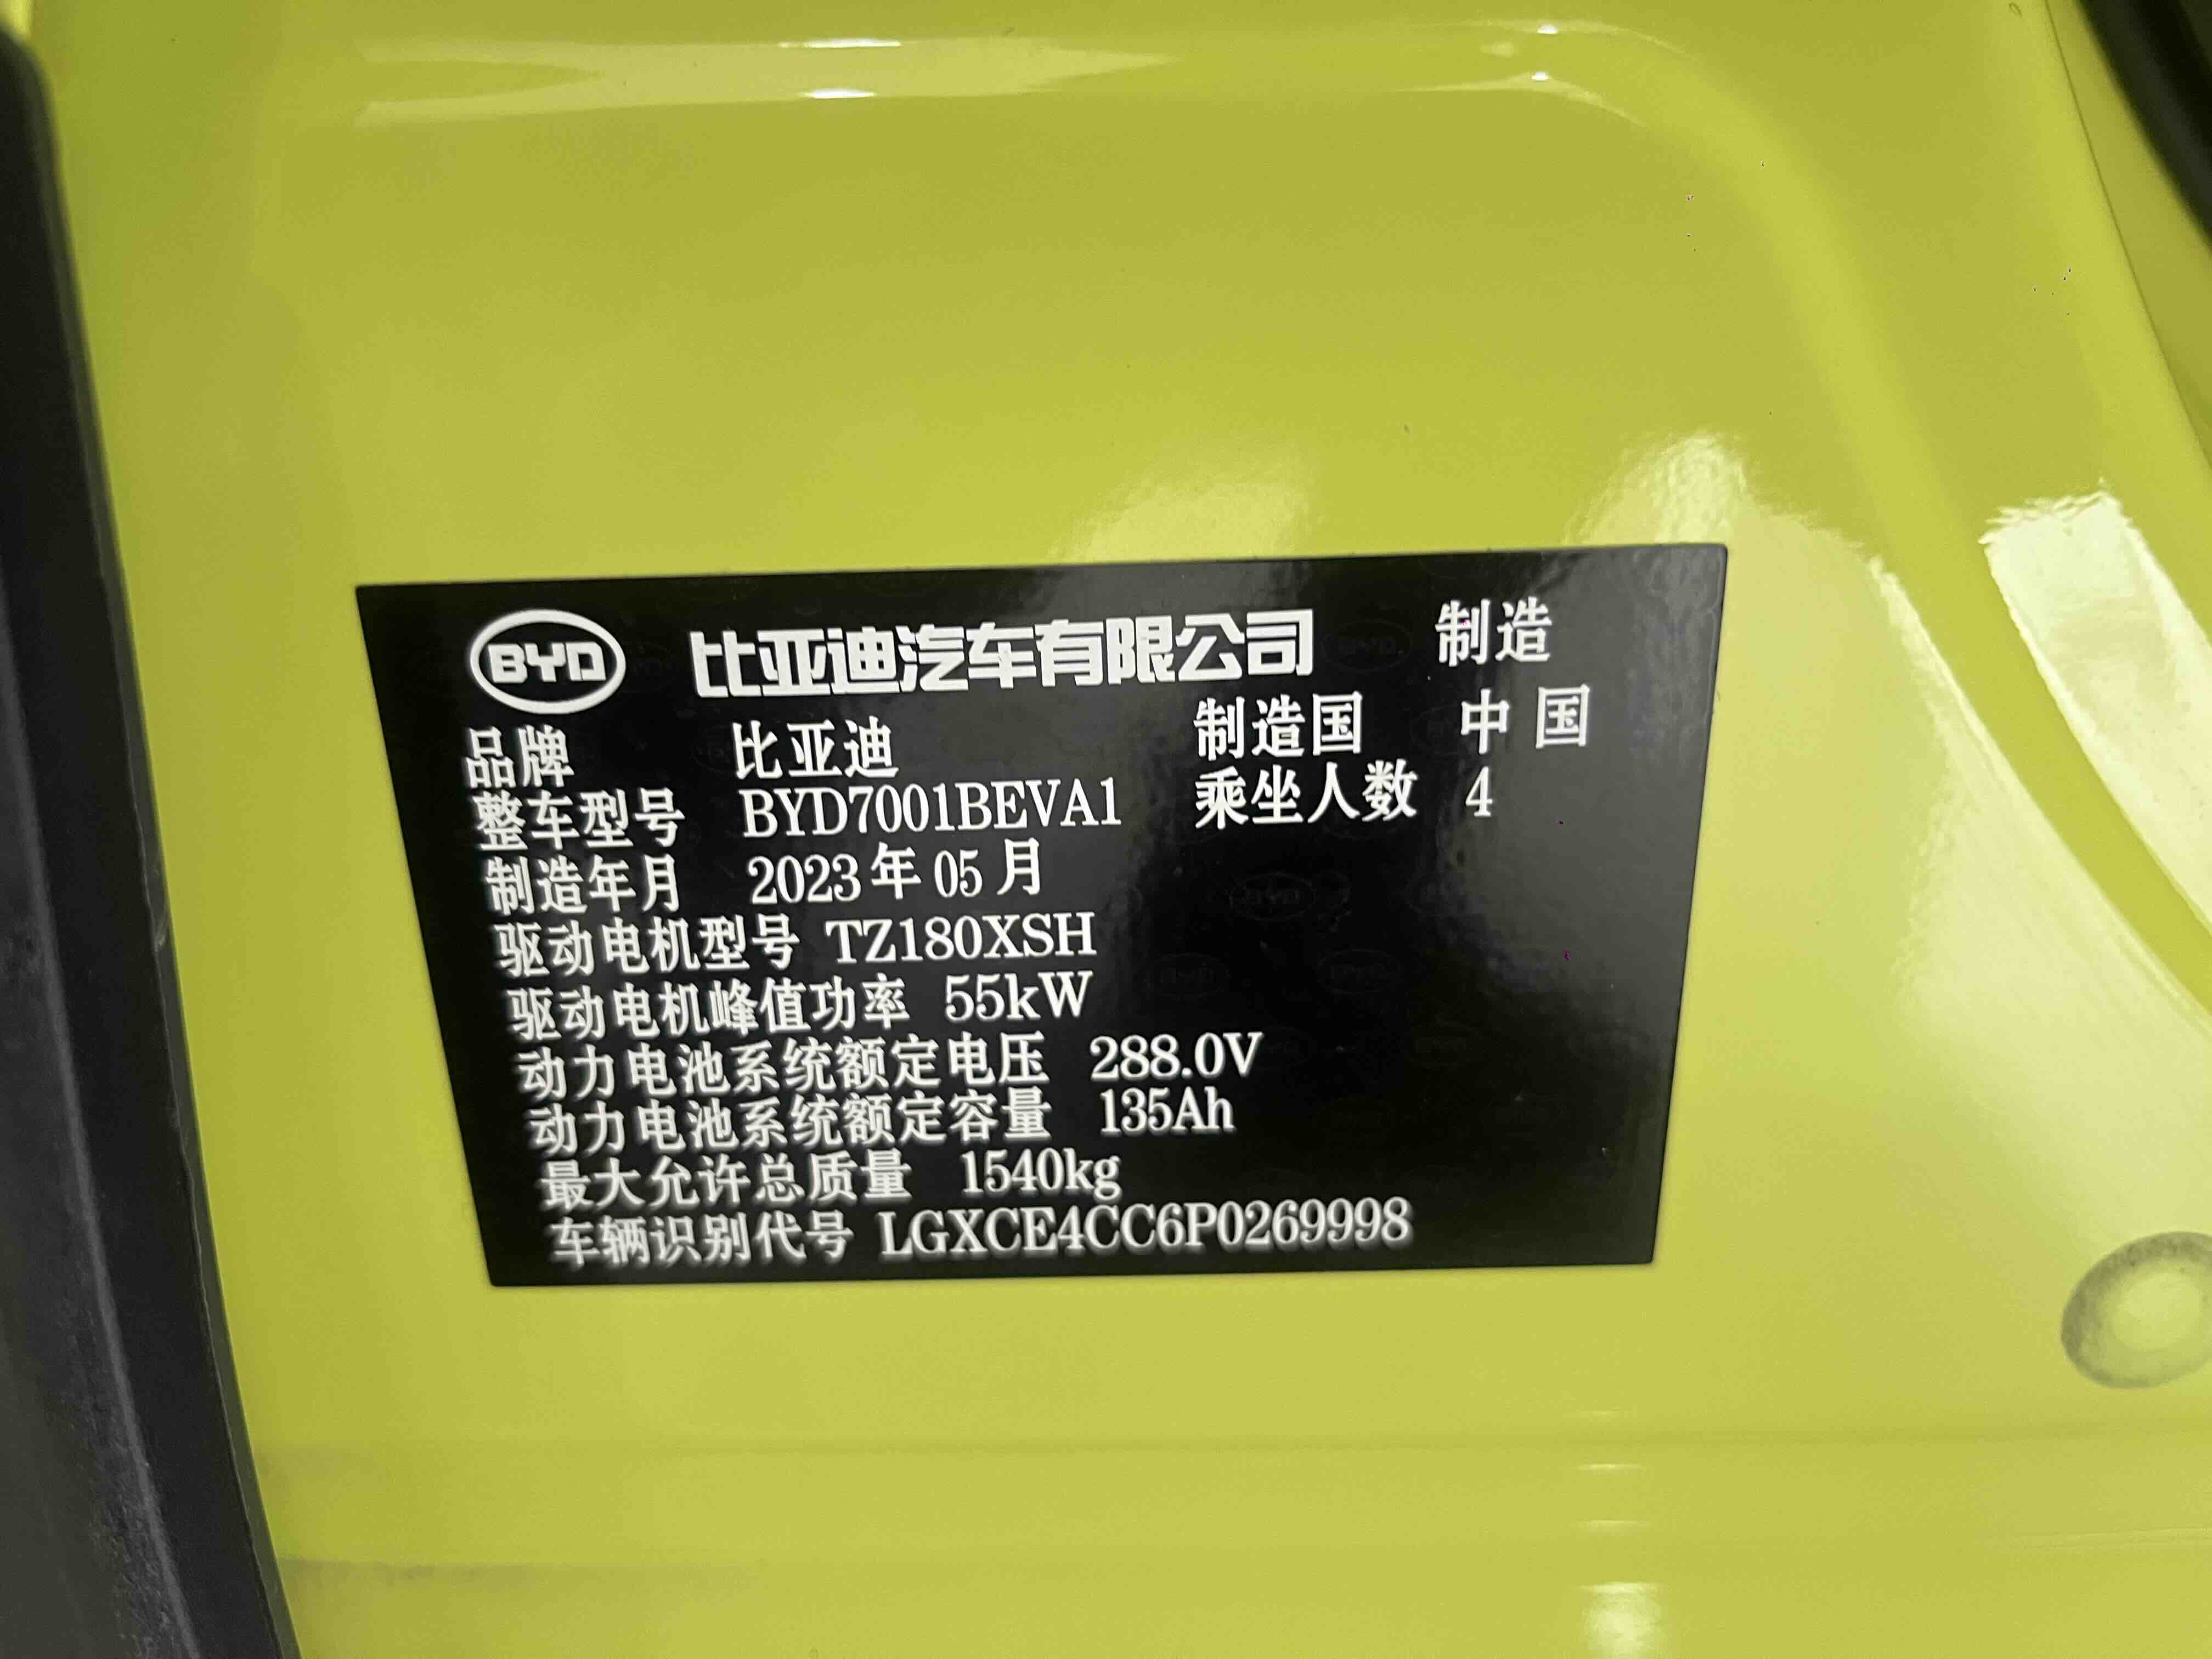 BYD 比亚迪汽车有限公司 制造
品牌 比亚迪 制造国 中国
整车型号 BYD7001BEVA1 乘坐人数 4
制造年月 2023年05月
驱动电机型号 TZ180XSH
驱动电机峰值功率 55kW
动力电池系统额定电压 288.0V
动力电池系统额定容量 135Ah
最大允许总质量 1540kg
车辆识别代号 LGXCE4CC6P0269998